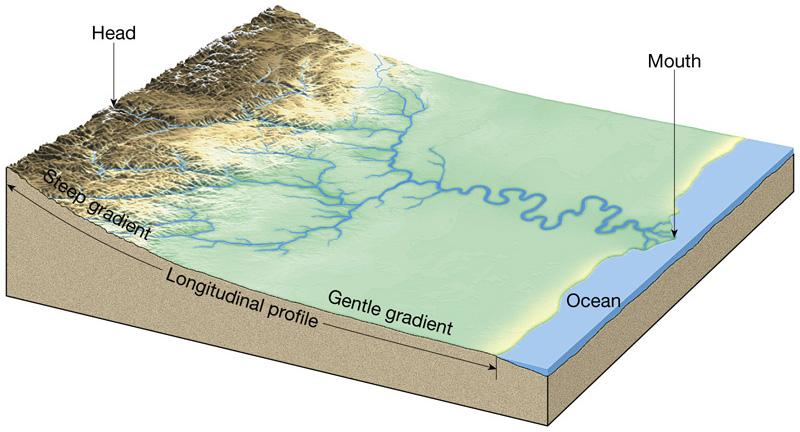 Head
Mouth
Steep gradient
Longitudinal profile
Gentle gradient
Ocean